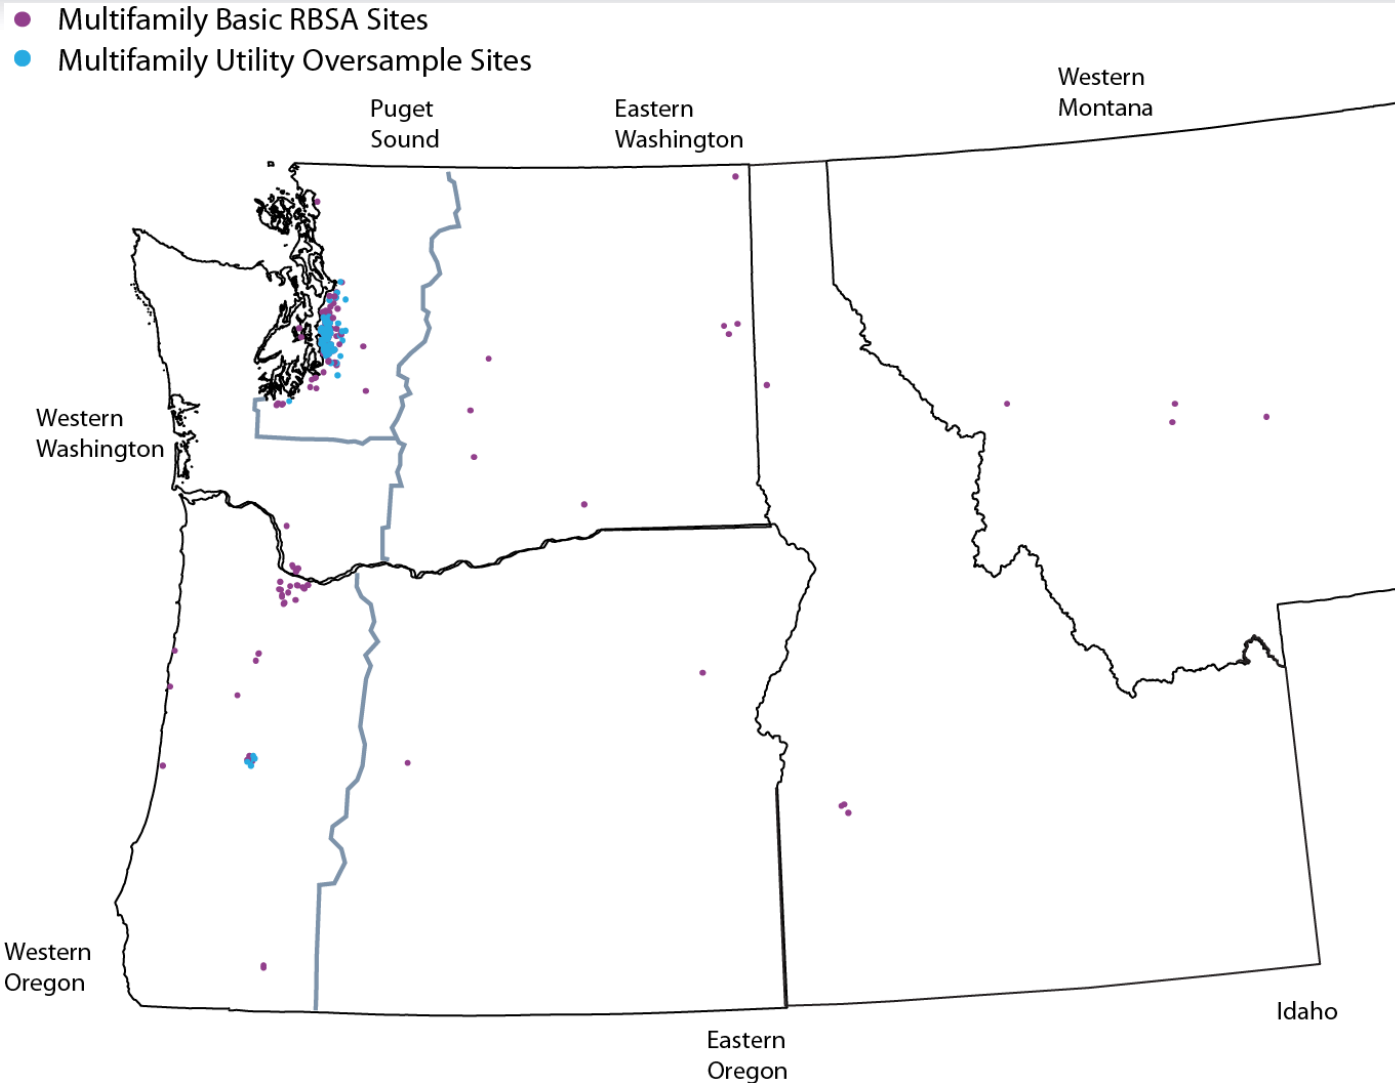 Multifamily Basic RBSA Sites
Multifamily Utility Oversample Sites
Western
Montana
Puget
Sound
Eastern
Washington
Western
Washington
Western
Oregon
Idaho
Eastern
Oregon